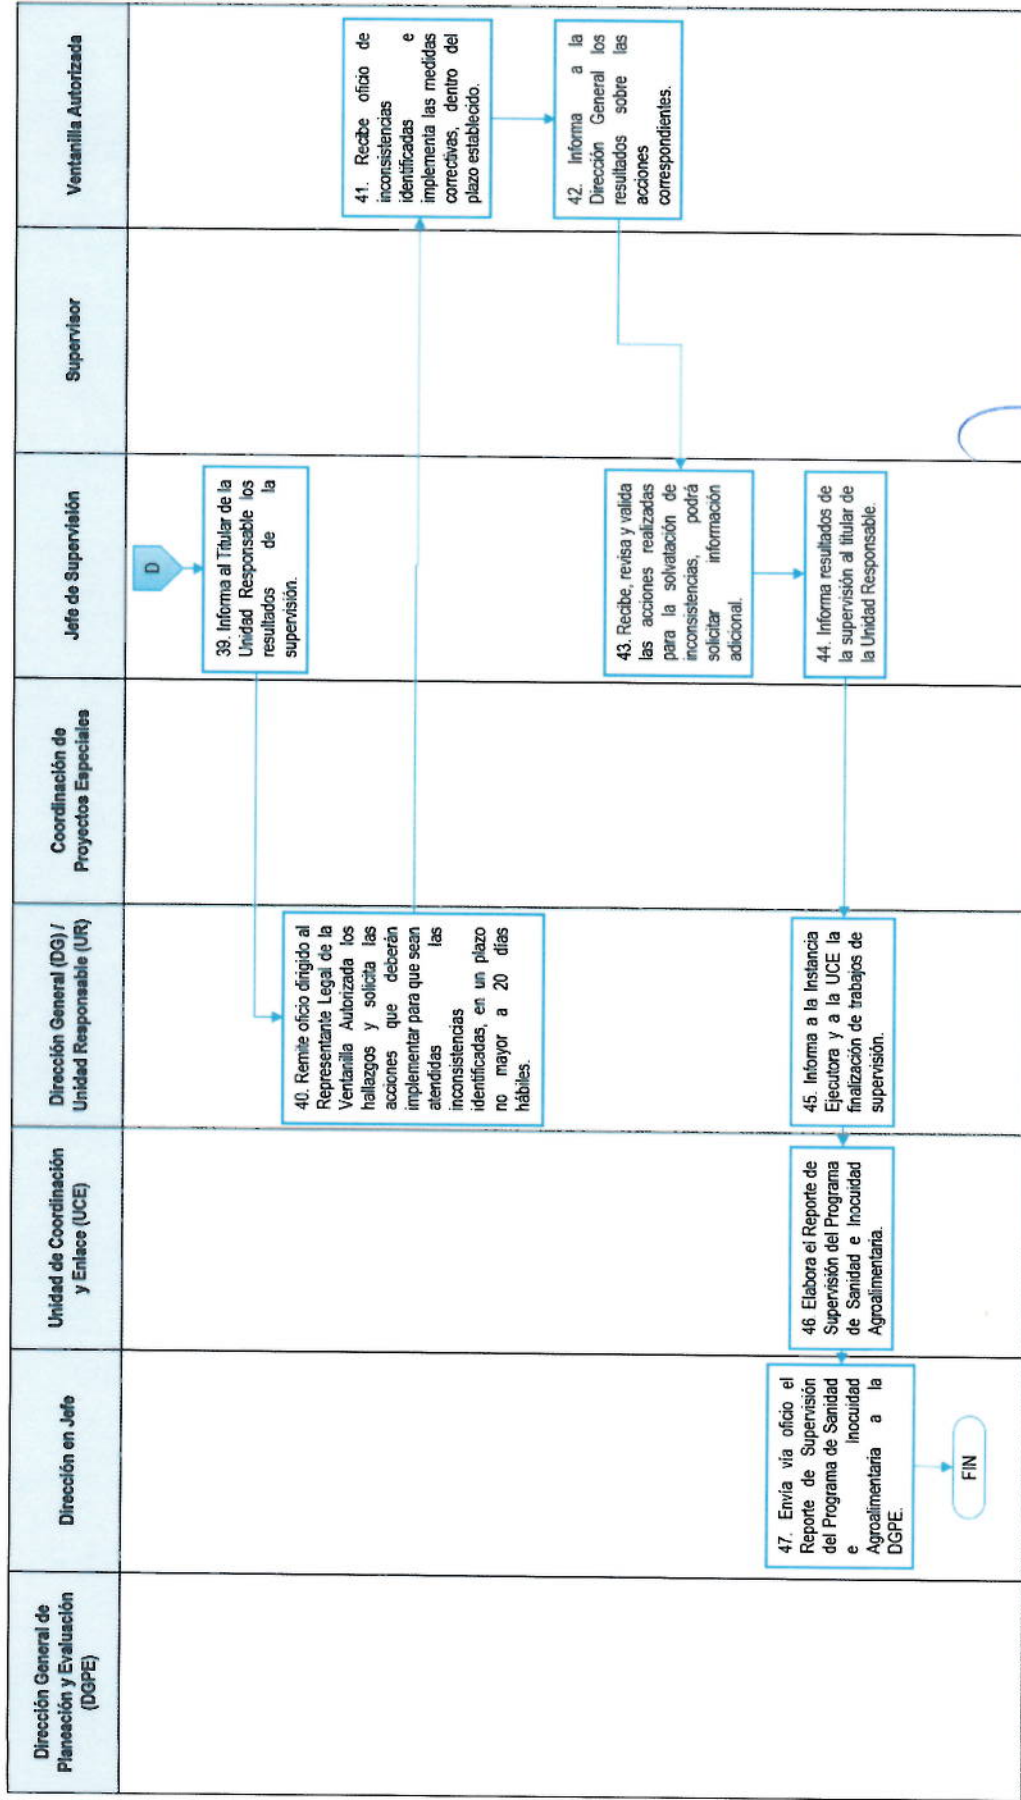 Dirección General de
Planeación y Evaluación
(DGPE)
Dirección en Jefe
Unidad de Coordinación
y Enlace (UCE)
Dirección General (DG) /
Unidad Responsable (UR)
Coordinación de
Proyectos Especiales
Jefe de Supervisión
Supervisor
Ventanilla Autorizada
D
39. Informa al Titular de la
Unidad Responsable los
resultados de la
supervisión.
40. Remite oficio dirigido al
Representante Legal de la
Ventanilla Autorizada los
hallazgos y solicita las
acciones que deberán
implementar para que sean
atendidas las
inconsistencias
identificadas, en un plazo
no mayor a 20 días
hábiles.
41. Recibe oficio de
inconsistencias
identificadas e
implementa las medidas
correctivas, dentro del
plazo establecido.
42. Informa a la
Dirección General los
resultados sobre las
acciones
correspondientes.
43. Recibe, revisa y valida
las acciones realizadas
para la solvatación de
inconsistencias, podrá
solicitar información
adicional.
44. Informa resultados de
la supervisión al titular de
la Unidad Responsable.
45. Informa a la Instancia
Ejecutora y a la UCE la
finalización de trabajos de
supervisión.
46 Elabora el Reporte de
Supervisión del Programa
de Sanidad e Inocuidad
Agroalimentaria.
47. Envía vía oficio el
Reporte de Supervisión
del Programa de Sanidad
e Inocuidad
Agroalimentaria a la
DGPE.
FIN